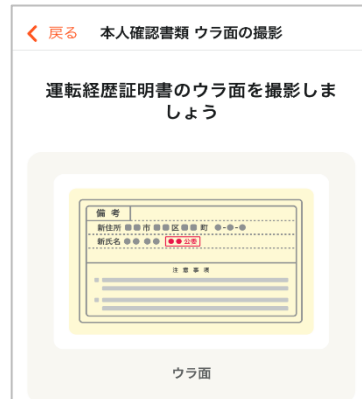 戻る 本人確認書類 ウラ面の撮影
運転経歴証明書のウラ面を撮影しま
しょう
備考
新住所 市 区 町
新氏名 公委
注意事項
ウラ面